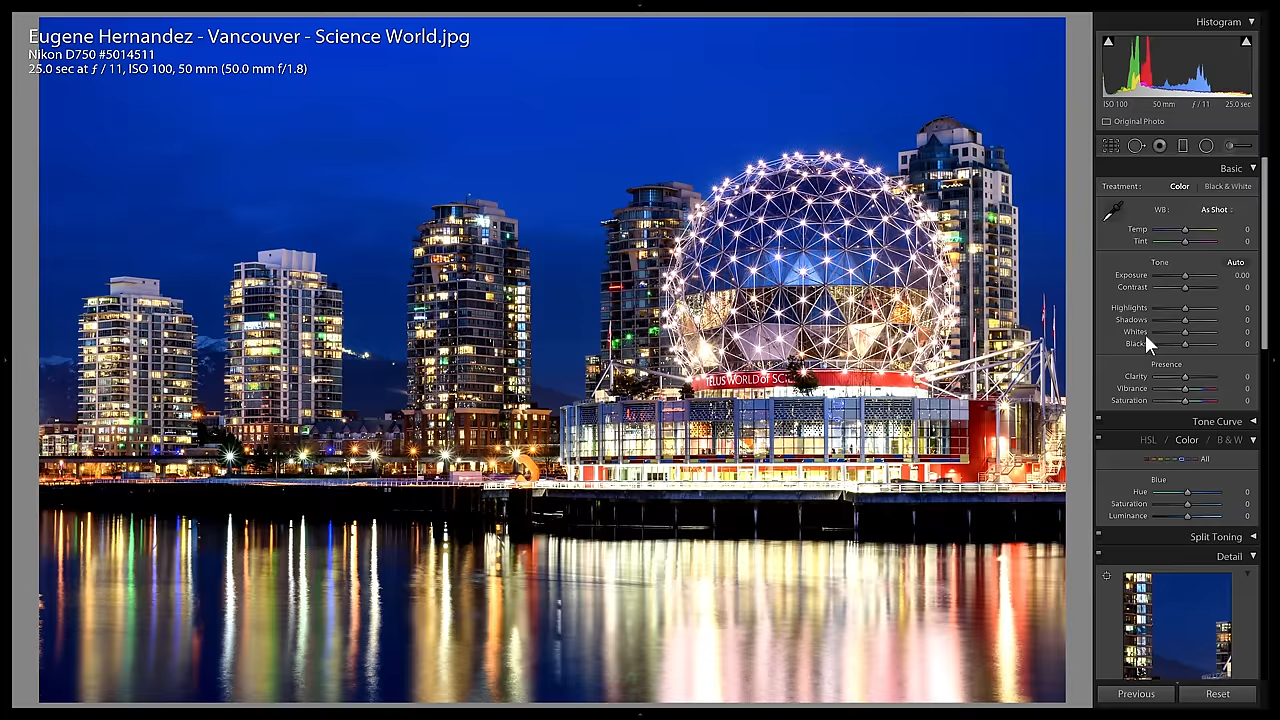 Eugene Hernandez - Vancouver - Science World.jpg
Nikon D750 #5014511
25.0 sec at ƒ / 11, ISO 100, 50 mm (50.0 mm f/1.8)
TELUS WORLD OF SCI
Histogram
ISO 100 50 mm ƒ / 11 25.0 sec
Original Photo
Basic
Treatment: Color Black & White
WB: As Shot
Temp 0
Tint 0
Tone Auto
Exposure 0.00
Contrast 0
Highlights 0
Shadows 0
Whites 0
Blacks 0
Presence
Clarity 0
Vibrance 0
Saturation 0
Tone Curve
HSL / Color / B & W
All
Blue
Hue 0
Saturation 0
Luminance 0
Split Toning
Detail
Previous Reset